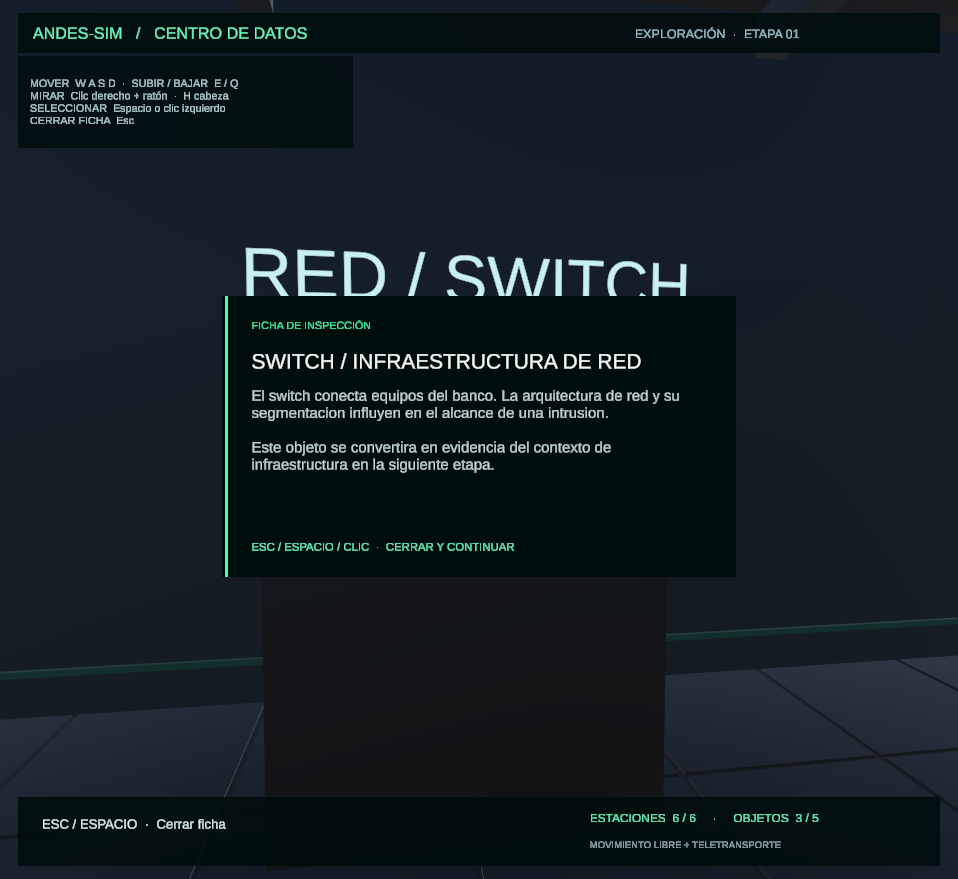 ANDES-SIM / CENTRO DE DATOS
EXPLORACIÓN · ETAPA 01
MOVER W A S D · SUBIR / BAJAR E / Q
MIRAR Clic derecho + ratón · H cabeza
SELECCIONAR Espacio o clic izquierdo
CERRAR FICHA Esc
RED / SWITCH
FICHA DE INSPECCIÓN
SWITCH / INFRAESTRUCTURA DE RED
El switch conecta equipos del banco. La arquitectura de red y su
segmentacion influyen en el alcance de una intrusion.
Este objeto se convertira en evidencia del contexto de
infraestructura en la siguiente etapa.
ESC / ESPACIO / CLIC · CERRAR Y CONTINUAR
ESC / ESPACIO · Cerrar ficha
ESTACIONES 6 / 6 · OBJETOS 3 / 5
MOVIMIENTO LIBRE + TELETRANSPORTE